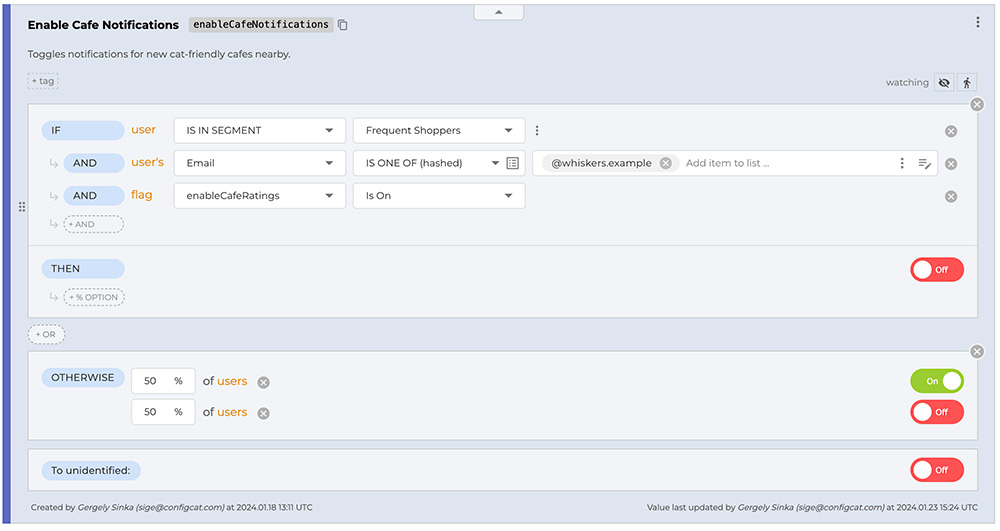 Enable Cafe Notifications enableCafeNotifications
Toggles notifications for new cat-friendly cafes nearby.
+ tag watching
IF user IS IN SEGMENT Frequent Shoppers
AND user's Email IS ONE OF (hashed) @whiskers.example Add item to list ...
AND flag enableCafeRatings Is On
+ AND
THEN Off
+ % OPTION
+ OR
OTHERWISE 50 % of users On
50 % of users Off
To unidentified: Off
Created by Gergely Sinka (sige@configcat.com) at 2024.01.18 13:11 UTC Value last updated by Gergely Sinka (sige@configcat.com) at 2024.01.23 15:24 UTC